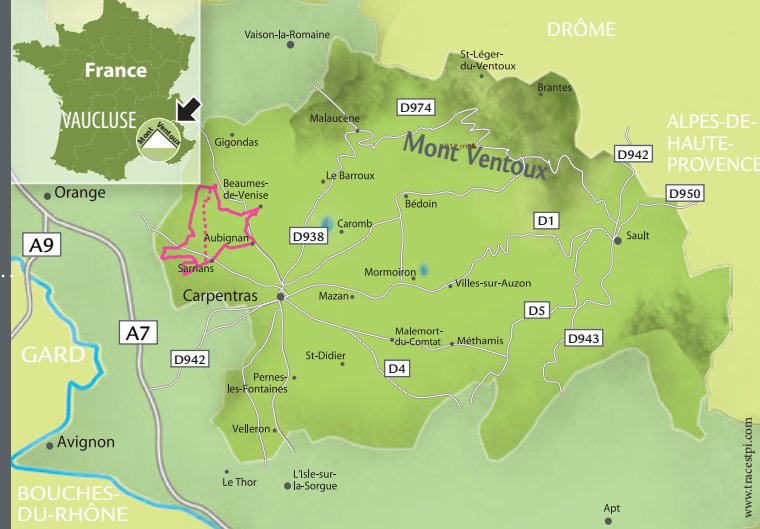 France
VAUCLUSE
Mont Ventoux
Vaison-la-Romaine
DRÔME
St-Léger-
du-Ventoux
Brantes
D974
Malaucène
Mont Ventoux
ALPES-DE-
HAUTE-
PROVENCE
D942
Gigondas
Le Barroux
Beaumes-
de-Venise
Orange
D950
Bédoin
D1
Caromb
D938
Aubignan
Sault
A9
Sarrians
Mormoiron
Villes-sur-Auzon
Carpentras
Mazan
D5
A7
Malemort-
du-Comtat
Méthamis
D943
GARD
D942
St-Didier
D4
Pernes-
les-Fontaines
Velleron
Avignon
Le Thor
L'Isle-sur-
la-Sorgue
BOUCHES-
DU-RHÔNE
Apt
www.tracestpi.com